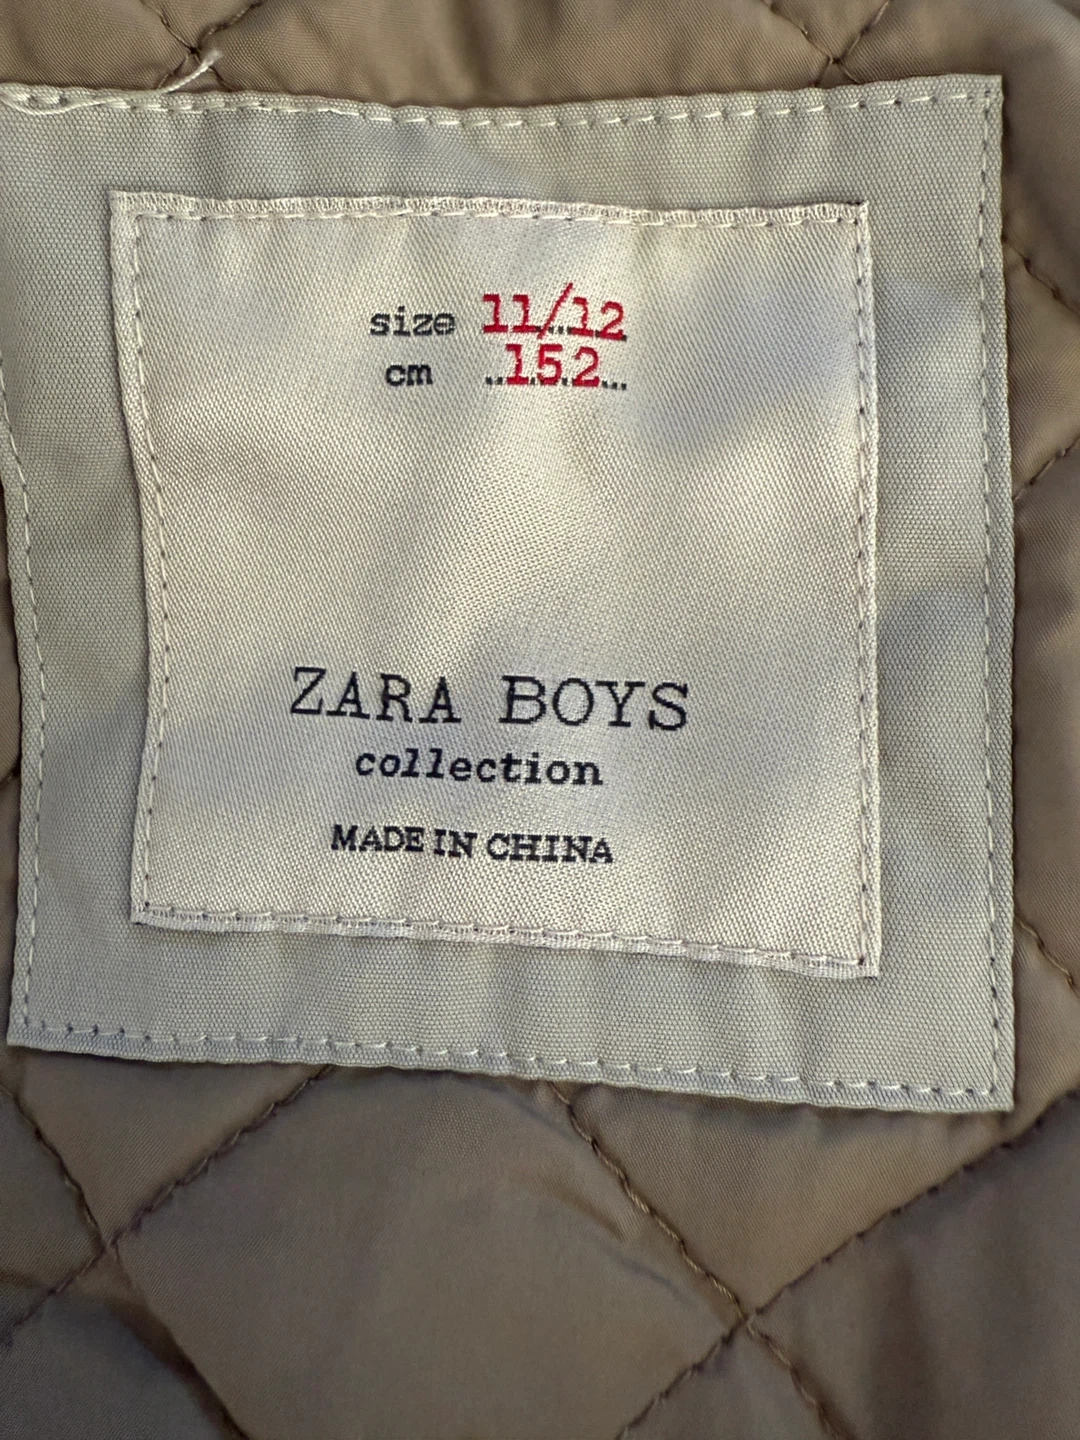 size 11/12
cm 152
ZARA BOYS
collection
MADE IN CHINA